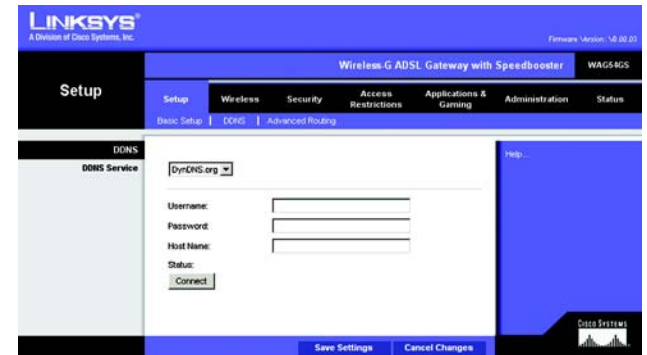 LINKSYS®
A Division of Cisco Systems, Inc.
Firmware Version: V0.00.03
Wireless-G ADSL Gateway with Speedbooster WAG54GS
Setup
Setup Wireless Security Access Restrictions Applications & Gaming Administration Status
Basic Setup | DDNS | Advanced Routing
DDNS
DDNS Service
DynDNS.org
Help...
Username:
Password:
Host Name:
Status:
Connect
CISCO SYSTEMS
Save Settings Cancel Changes